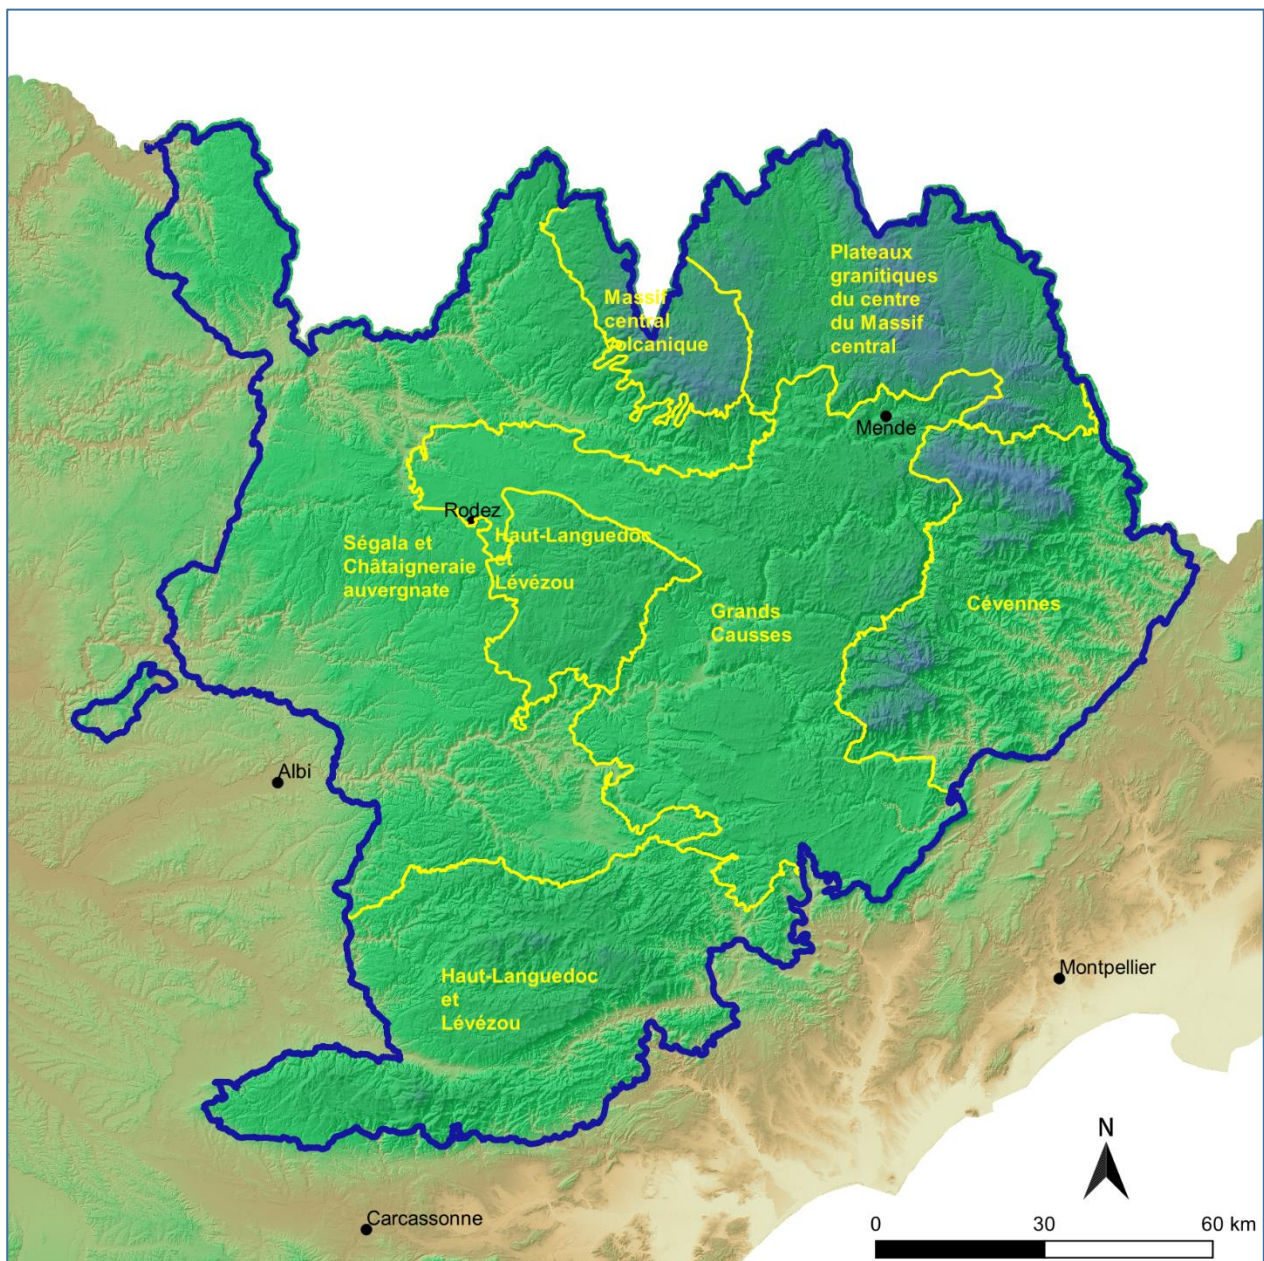 Plateaux
granitiques
du centre
du Massif
central
Massif
central
volcanique
Mende
Rodez
Haut-Languedoc
et
Lévézou
Ségala et
Châtaigneraie
auvergnate
Grands
Causses
Cévennes
Albi
Haut-Languedoc
et
Lévézou
Montpellier
Carcassonne
N
0 30 60 km